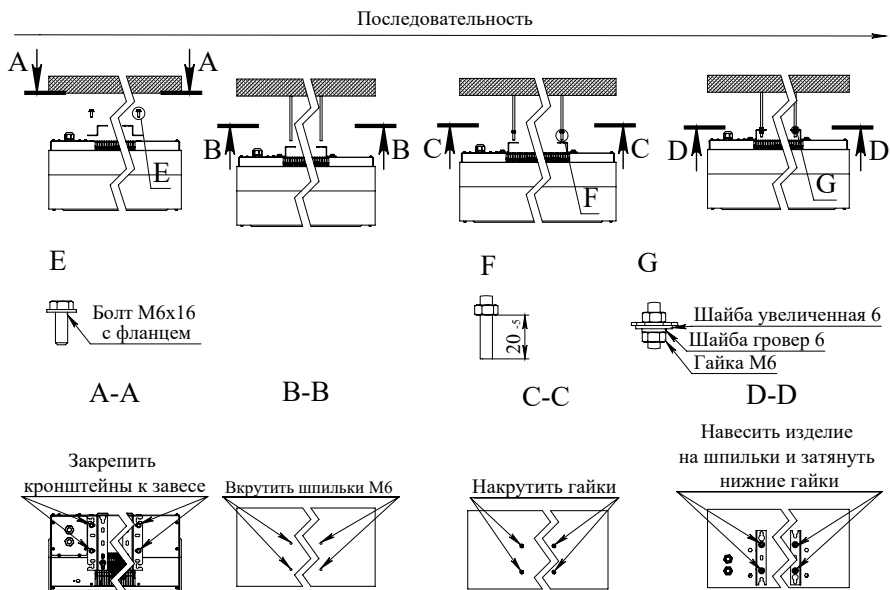 Последовательность
A A
B B
C C
D D
E
F
G
E
F
G
Болт М6х16
с фланцем
20 -5
Шайба увеличенная 6
Шайба гровер 6
Гайка М6
A-A
B-B
C-C
D-D
Закрепить
кронштейны к завесе
Вкрутить шпильки М6
Накрутить гайки
Навесить изделие
на шпильки и затянуть
нижние гайки